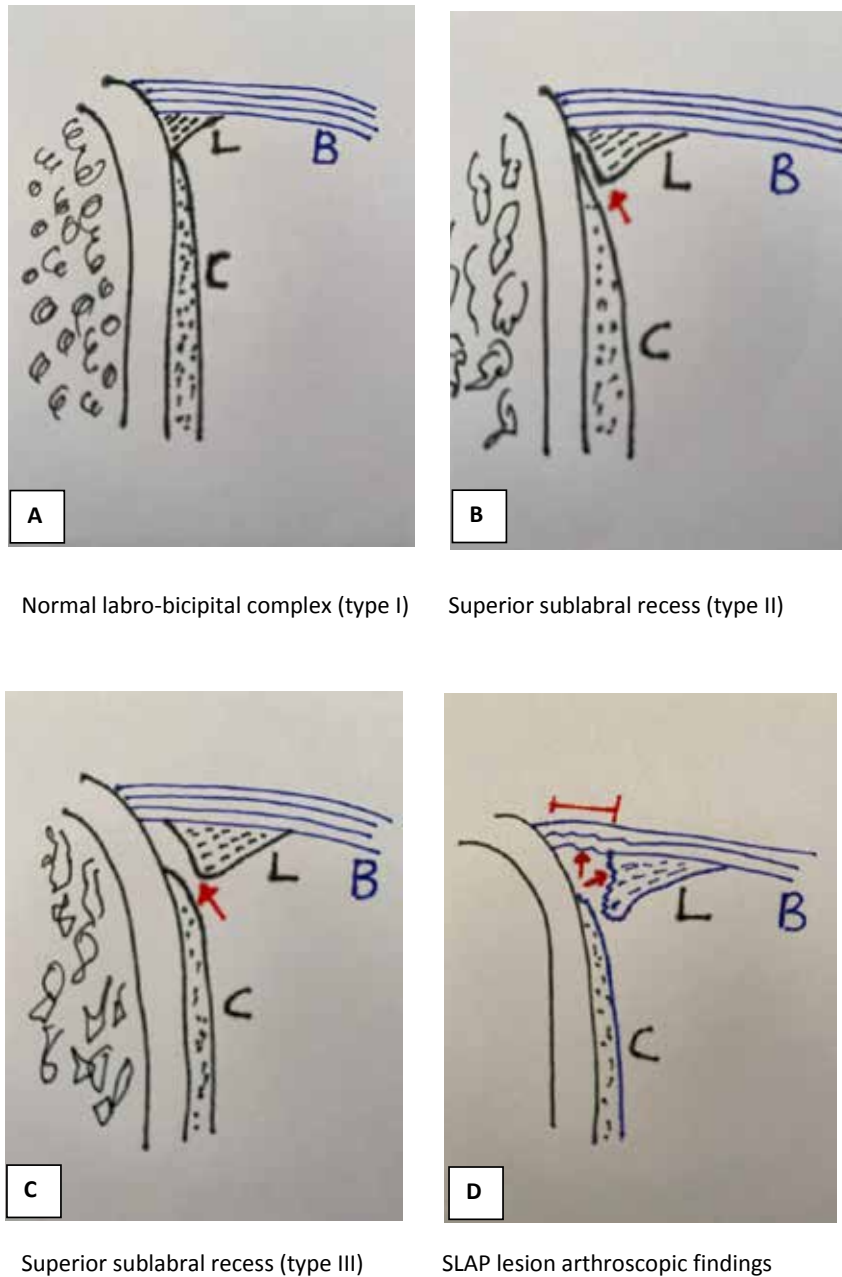 L
B
C
A
L
B
C
B
Normal labro-bicipital complex (type I)
Superior sublabral recess (type II)
L
B
C
C
L
B
C
D
Superior sublabral recess (type III)
SLAP lesion arthroscopic findings